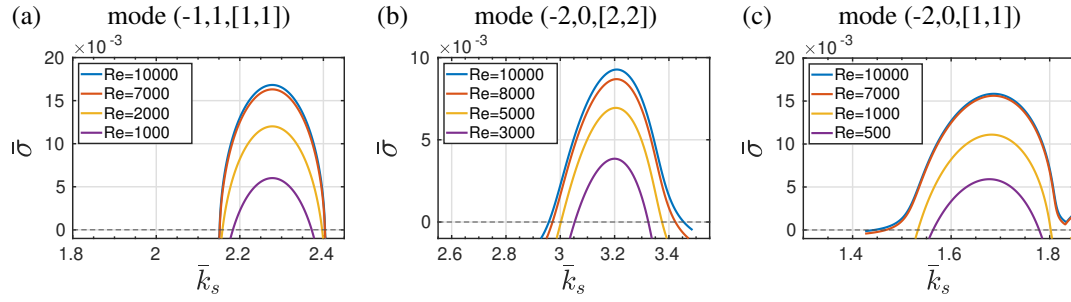 (a) mode (-1,1,[1,1])
×10⁻³
20
15
10
5
0
σ̄
Re=10000
Re=7000
Re=2000
Re=1000
1.8 2 2.2 2.4
k̄ₛ
(b) mode (-2,0,[2,2])
×10⁻³
10
5
0
σ̄
Re=10000
Re=8000
Re=5000
Re=3000
2.6 2.8 3.0 3.2 3.4
k̄ₛ
(c) mode (-2,0,[1,1])
×10⁻³
20
15
10
5
0
σ̄
Re=10000
Re=7000
Re=1000
Re=500
1.4 1.6 1.8
k̄ₛ